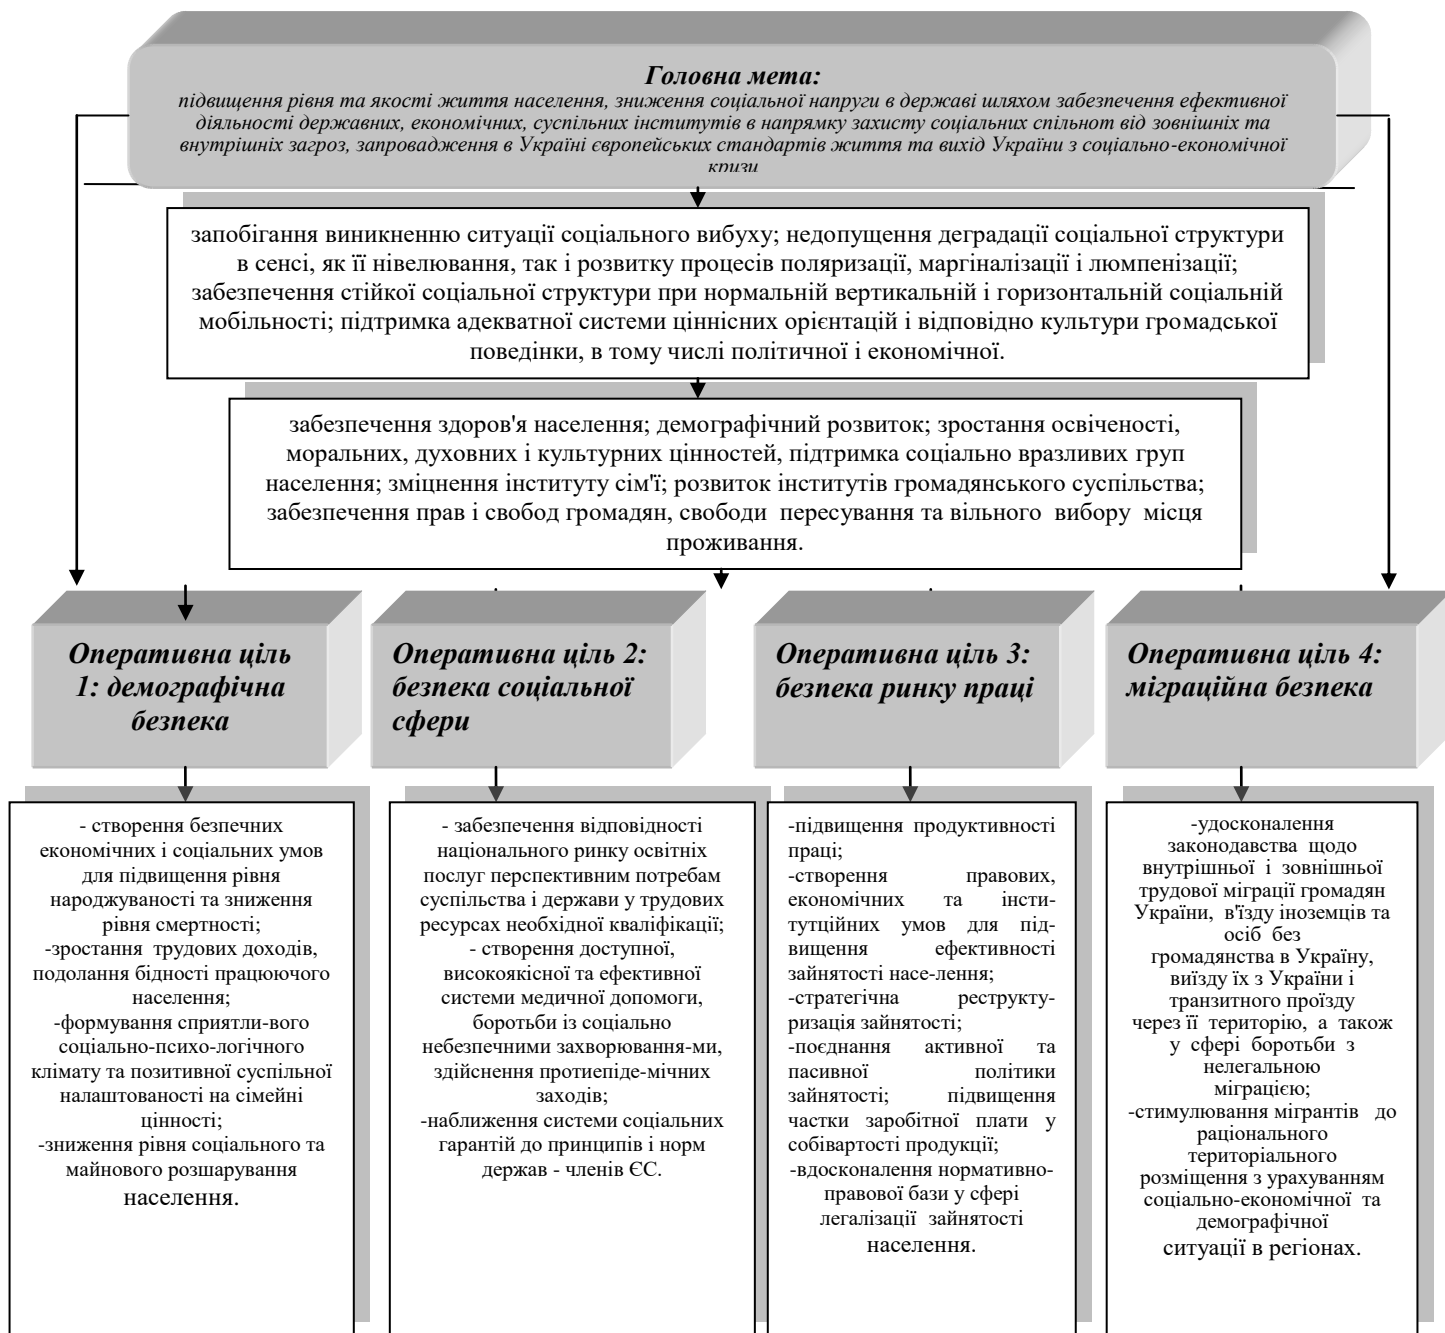 Головна мета:
підвищення рівня та якості життя населення, зниження соціальної напруги в державі шляхом забезпечення ефективної
діяльності державних, економічних, суспільних інститутів в напрямку захисту соціальних спільнот від зовнішніх та
внутрішніх загроз, запровадження в Україні європейських стандартів життя та вихід України з соціально-економічної
кризи
запобігання виникненню ситуації соціального вибуху; недопущення деградації соціальної структури
в сенсі, як її нівелювання, так і розвитку процесів поляризації, маргіналізації і люмпенізації;
забезпечення стійкої соціальної структури при нормальній вертикальній і горизонтальній соціальній
мобільності; підтримка адекватної системи ціннісних орієнтацій і відповідно культури громадської
поведінки, в тому числі політичної і економічної.
забезпечення здоров'я населення; демографічний розвиток; зростання освіченості,
моральних, духовних і культурних цінностей, підтримка соціально вразливих груп
населення; зміцнення інституту сім'ї; розвиток інститутів громадянського суспільства;
забезпечення прав і свобод громадян, свободи пересування та вільного вибору місця
проживання.
Оперативна ціль
1: демографічна
безпека
Оперативна ціль 2:
безпека соціальної
сфери
Оперативна ціль 3:
безпека ринку праці
Оперативна ціль 4:
міграційна безпека
- створення безпечних
економічних і соціальних умов
для підвищення рівня
народжуваності та зниження
рівня смертності;
-зростання трудових доходів,
подолання бідності працюючого
населення;
-формування сприятли-вого
соціально-психо-логічного
клімату та позитивної суспільної
налаштованості на сімейні
цінності;
-зниження рівня соціального та
майнового розшарування
населення.
- забезпечення відповідності
національного ринку освітніх
послуг перспективним потребам
суспільства і держави у трудових
ресурсах необхідної кваліфікації;
- створення доступної,
високоякісної та ефективної
системи медичної допомоги,
боротьби із соціально
небезпечними захворювання-ми,
здійснення протиепіде-мічних
заходів;
-наближення системи соціальних
гарантій до принципів і норм
держав - членів ЄС.
-підвищення продуктивності
праці;
-створення правових,
економічних та інсти-
тутційних умов для під-
вищення ефективності
зайнятості насе-лення;
-стратегічна реструкту-
ризація зайнятості;
-поєднання активної та
пасивної політики
зайнятості; підвищення
частки заробітної плати у
собівартості продукції;
-вдосконалення нормативно-
правової бази у сфері
легалізації зайнятості
населення.
-удосконалення
законодавства щодо
внутрішньої і зовнішньої
трудової міграції громадян
України, в'їзду іноземців та
осіб без
громадянства в Україну,
виїзду їх з України і
транзитного проїзду
через її територію, а також
у сфері боротьби з
нелегальною
міграцією;
-стимулювання мігрантів до
раціонального
територіального
розміщення з урахуванням
соціально-економічної та
демографічної
ситуації в регіонах.